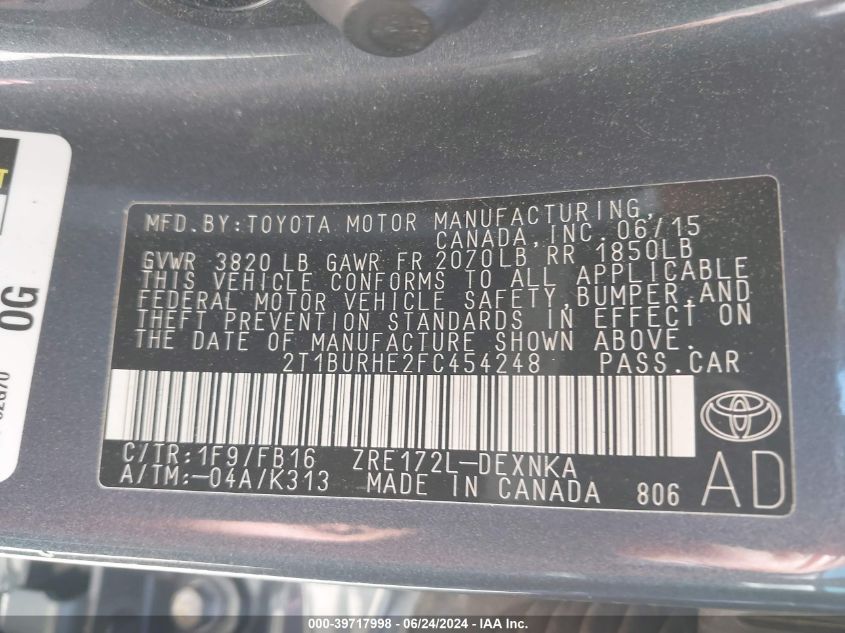 T
OG
02G70
MFD.BY:TOYOTA MOTOR MANUFACTURING,
CANADA,INC. 06/15
GVWR 3820 LB GAWR FR 2070LB RR 1850LB
THIS VEHICLE CONFORMS TO ALL APPLICABLE
FEDERAL MOTOR VEHICLE SAFETY,BUMPER,AND
THEFT PREVENTION STANDARDS IN EFFECT ON
THE DATE OF MANUFACTURE SHOWN ABOVE.
2T1BURHE2FC454248 PASS.CAR
C/TR:1F9/FB16 ZRE172L-DEXNKA
A/TM:-04A/K313 MADE IN CANADA 806 AD
000-39717998 - 06/24/2024 - IAA Inc.